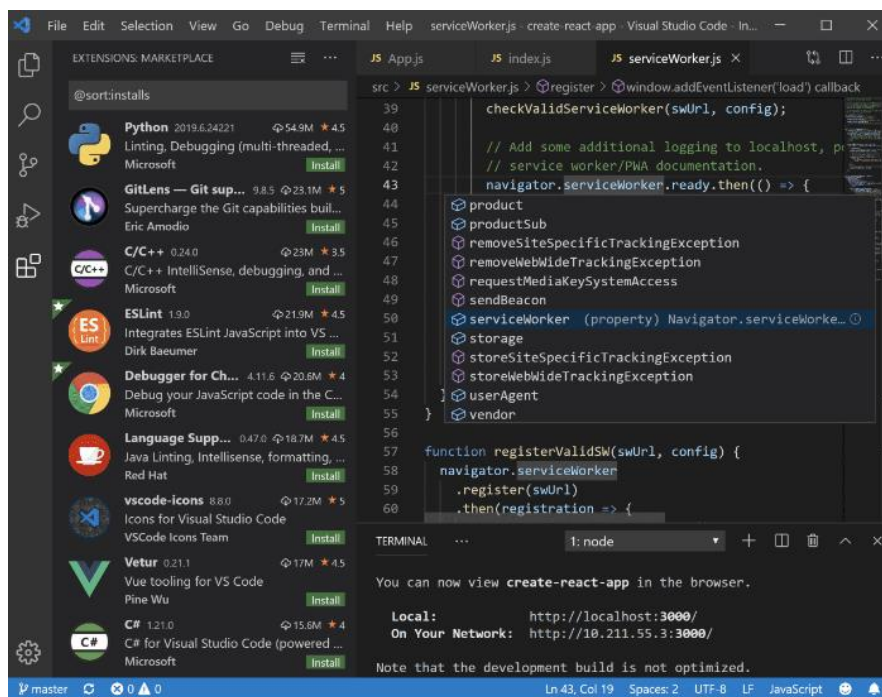 File Edit Selection View Go Debug Terminal Help serviceWorker.js - create-react-app - Visual Studio Code - In...
EXTENSIONS: MARKETPLACE
@sort:installs
Python 2019.6.24221 54.9M ★ 4.5
Linting, Debugging (multi-threaded, ...
Microsoft Install
GitLens — Git sup... 9.8.5 23.1M ★ 5
Supercharge the Git capabilities buil...
Eric Amodio Install
C/C++ 0.24.0 23M ★ 3.5
C/C++ IntelliSense, debugging, and ...
Microsoft Install
C/C++
ESLint 1.9.0 21.9M ★ 4.5
Integrates ESLint JavaScript into VS ...
Dirk Baeumer Install
ES
Lint
Debugger for Ch... 4.11.6 20.6M ★ 4
Debug your JavaScript code in the C...
Microsoft Install
Language Supp... 0.47.0 18.7M ★ 4.5
Java Linting, Intellisense, formatting, ...
Red Hat Install
vscode-icons 8.8.0 17.2M ★ 5
Icons for Visual Studio Code
VSCode Icons Team Install
Vetur 0.21.1 17M ★ 4.5
Vue tooling for VS Code
Pine Wu Install
C# 1.21.0 15.6M ★ 4
C# for Visual Studio Code (powered ...
Microsoft Install
C#
JS App.js JS index.js JS serviceWorker.js ×
src > JS serviceWorker.js > register > window.addEventListener('load') callback
39 checkValidServiceWorker(swUrl, config);
40
41 // Add some additional logging to localhost, p
42 // service worker/PWA documentation.
43 navigator.serviceWorker.ready.then(() => {
44 product
45 productSub
46 removeSiteSpecificTrackingException
47 removeWebWideTrackingException
48 requestMediaKeySystemAccess
49 sendBeacon
50 serviceWorker (property) Navigator.serviceWorke...
51 storage
52 storeSiteSpecificTrackingException
53 storeWebWideTrackingException
54 } userAgent
55 } vendor
56
57 function registerValidSW(swUrl, config) {
58 navigator.serviceWorker
59 .register(swUrl)
60 .then(registration => {
TERMINAL ... 1: node
You can now view create-react-app in the browser.
Local: http://localhost:3000/
On Your Network: http://10.211.55.3:3000/
Note that the development build is not optimized.
master 0 0 Ln 43, Col 19 Spaces: 2 UTF-8 LF JavaScript